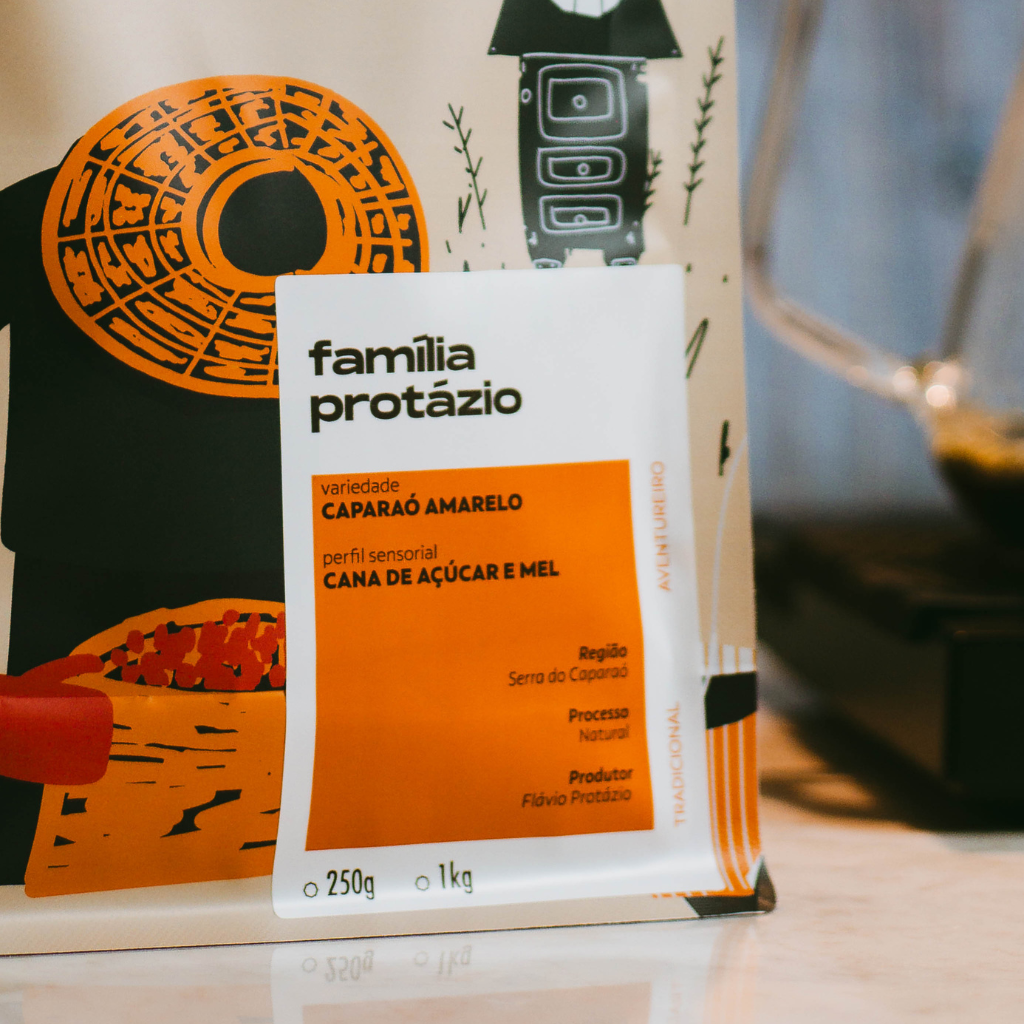 família
protázio
variedade
CAPARAÓ AMARELO
perfil sensorial
CANA DE AÇÚCAR E MEL
Região
Serra do Caparaó
Processo
Natural
Produtor
Flávio Protázio
AVENTUREIRO
TRADICIONAL
250g
1kg